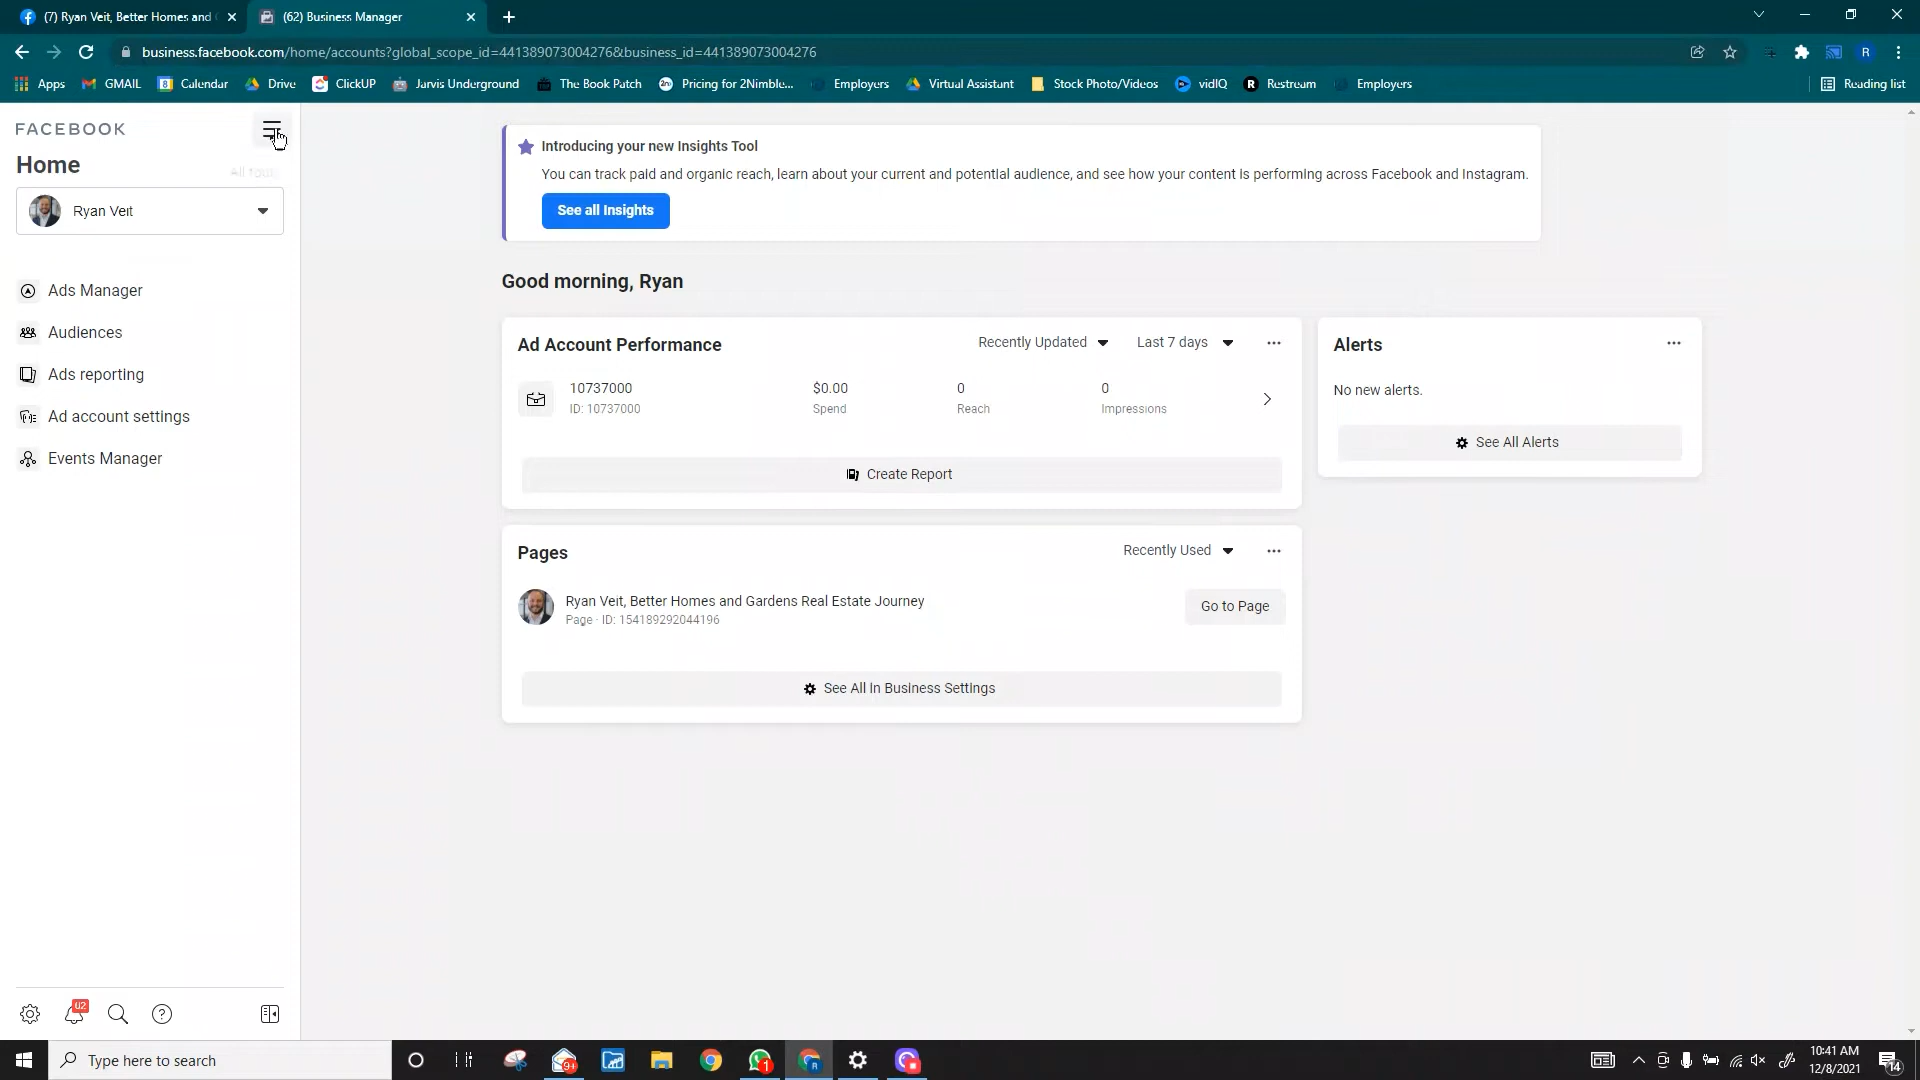 (7) Ryan Veit, Better Homes and
(62) Business Manager
business.facebook.com/home/accounts?global_scope_id=441389073004276&business_id=441389073004276
Apps GMAIL Calendar Drive ClickUP Jarvis Underground The Book Patch Pricing for 2Nimble... Employers Virtual Assistant Stock Photo/Videos vidIQ Restream Employers Reading list
FACEBOOK
Home
All tools
Ryan Veit
Ads Manager
Audiences
Ads reporting
Ad account settings
Events Manager
Introducing your new Insights Tool
You can track paid and organic reach, learn about your current and potential audience, and see how your content is performing across Facebook and Instagram.
See all Insights
Good morning, Ryan
Ad Account Performance Recently Updated Last 7 days
10737000 $0.00 0 0
ID: 10737000 Spend Reach Impressions
Create Report
Alerts
No new alerts.
See All Alerts
Pages Recently Used
Ryan Veit, Better Homes and Gardens Real Estate Journey
Page · ID: 154189292044196
Go to Page
See All in Business Settings
62
Type here to search
9+
1
R
10:41 AM
12/8/2021
14